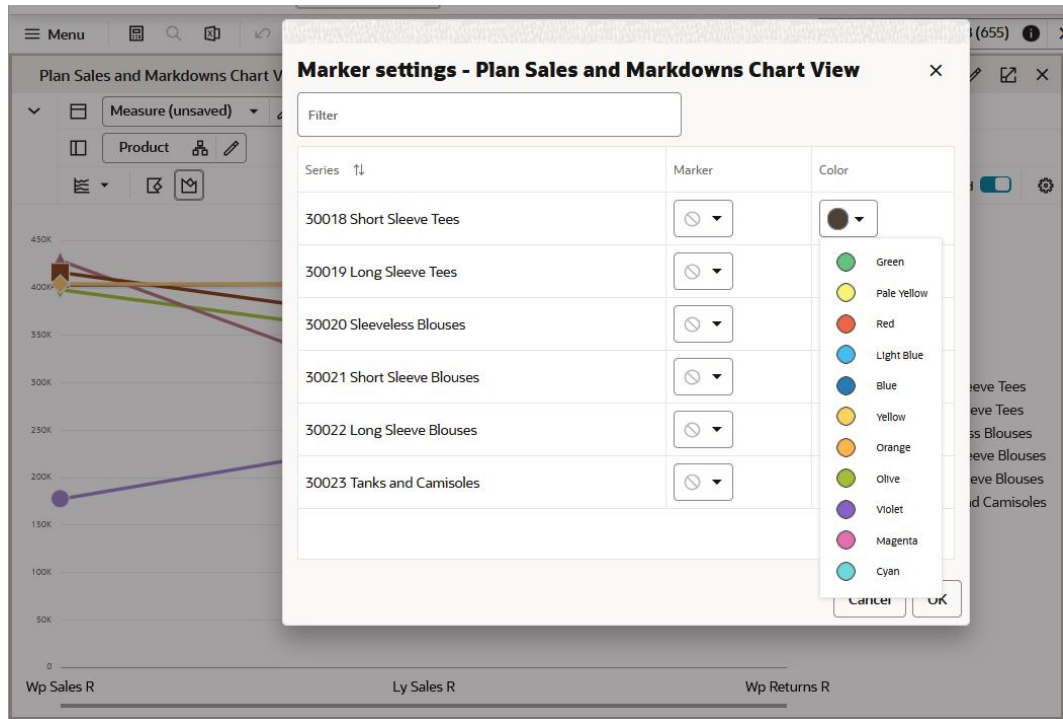 Menu
(655)
Plan Sales and Markdowns Chart V
Measure (unsaved)
Product
Marker settings - Plan Sales and Markdowns Chart View
Filter
Series
Marker
Color
30018 Short Sleeve Tees
30019 Long Sleeve Tees
30020 Sleeveless Blouses
30021 Short Sleeve Blouses
30022 Long Sleeve Blouses
30023 Tanks and Camisoles
Green
Pale Yellow
Red
Light Blue
Blue
Yellow
Orange
Olive
Violet
Magenta
Cyan
Cancel
OK
450K
400K
350K
300K
250K
200K
150K
100K
50K
0
Wp Sales R
Ly Sales R
Wp Returns R
eeve Tees
eve Tees
ss Blouses
eeve Blouses
eve Blouses
nd Camisoles